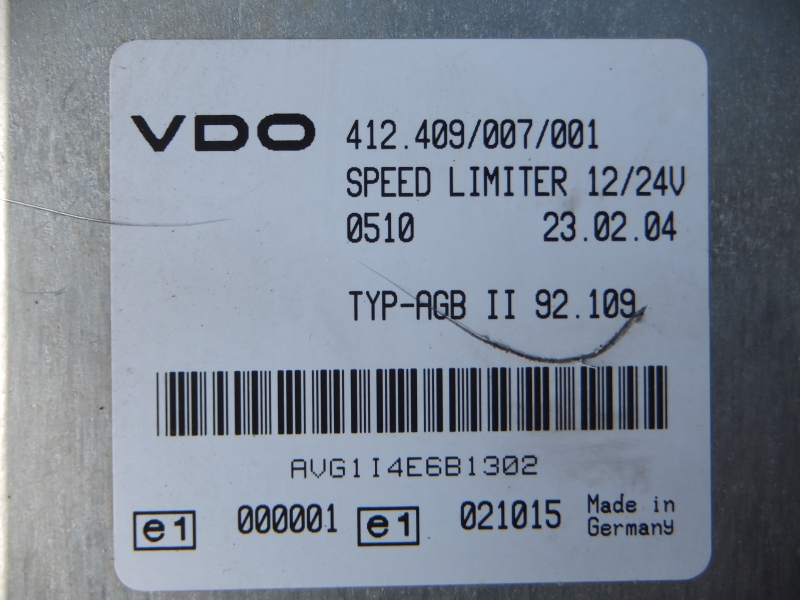 VDO 412.409/007/001
SPEED LIMITER 12/24V
0510 23.02.04
TYP-AGB II 92.109
AVG1I4E6B1302
e1 000001 e1 021015 Made in
Germany